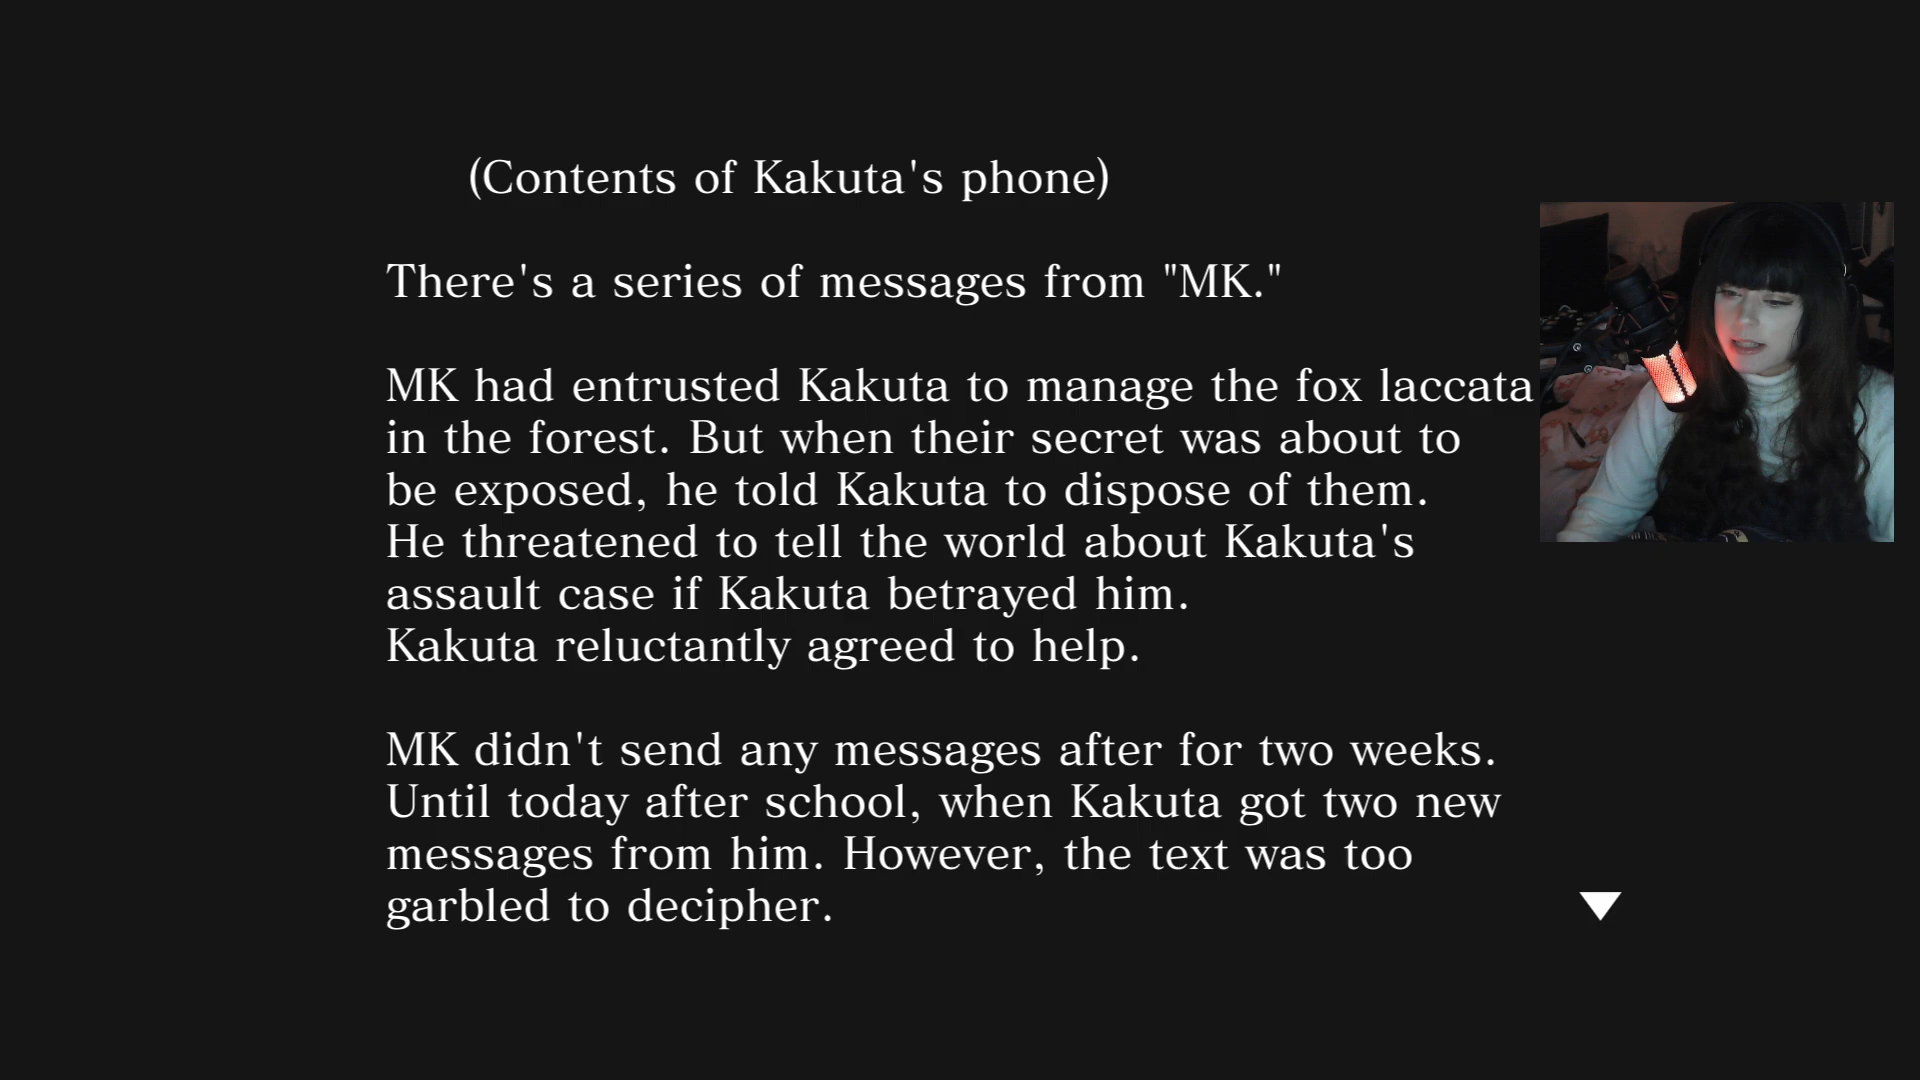 (Contents of Kakuta's phone)
There's a series of messages from "MK."
MK had entrusted Kakuta to manage the fox laccata
in the forest. But when their secret was about to
be exposed, he told Kakuta to dispose of them.
He threatened to tell the world about Kakuta's
assault case if Kakuta betrayed him.
Kakuta reluctantly agreed to help.
MK didn't send any messages after for two weeks.
Until today after school, when Kakuta got two new
messages from him. However, the text was too
garbled to decipher.